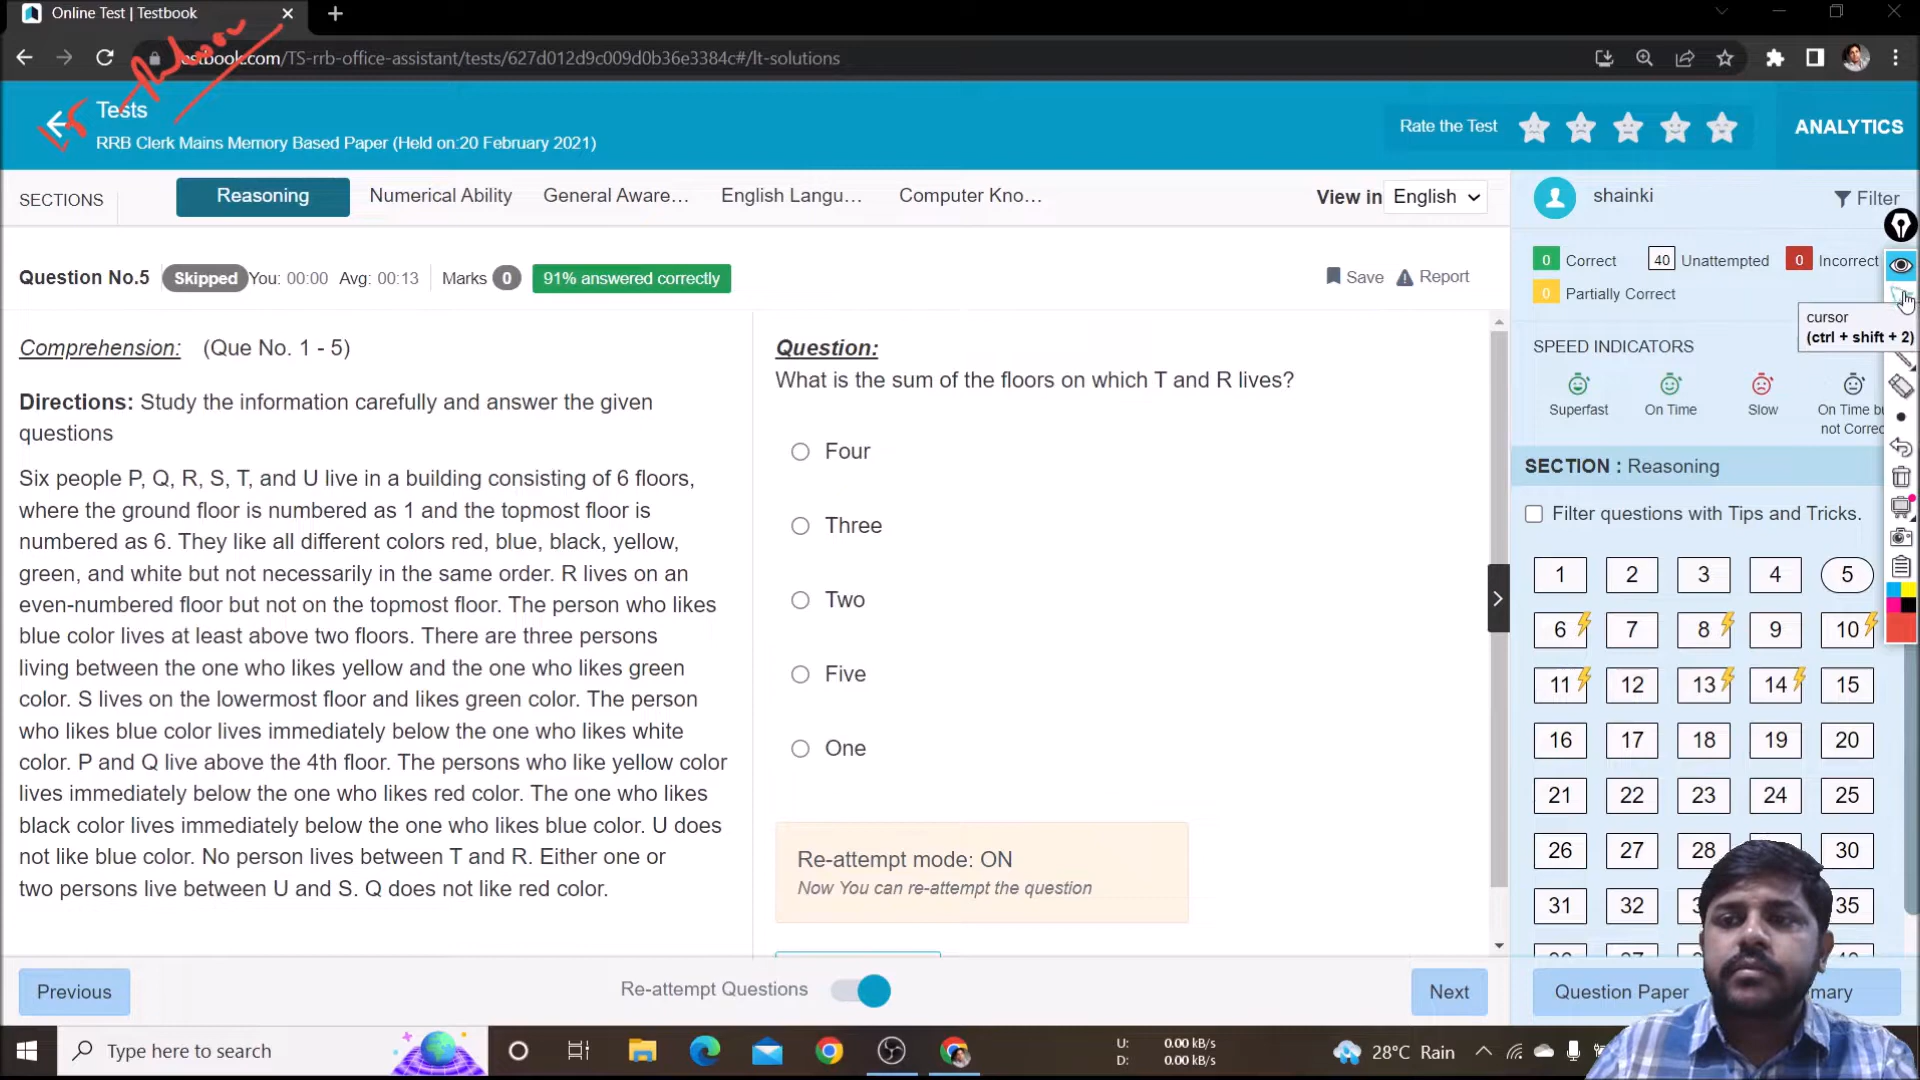 Online Test | Testbook
testbook.com/TS-rrb-office-assistant/tests/627d012d9c009d0b36e3384c#/lt-solutions
Tests
RRB Clerk Mains Memory Based Paper (Held on:20 February 2021)
Rate the Test
ANALYTICS
SECTIONS
Reasoning
Numerical Ability
General Aware...
English Langu...
Computer Kno...
View in
English
shainki
Filter
Question No.5
Skipped
You: 00:00
Avg: 00:13
Marks 0
91% answered correctly
Save
Report
0 Correct
40 Unattempted
0 Incorrect
0 Partially Correct
cursor
(ctrl + shift + 2)
SPEED INDICATORS
Superfast
On Time
Slow
On Time bu
not Correc
Comprehension: (Que No. 1 - 5)
Directions: Study the information carefully and answer the given
questions
Six people P, Q, R, S, T, and U live in a building consisting of 6 floors,
where the ground floor is numbered as 1 and the topmost floor is
numbered as 6. They like all different colors red, blue, black, yellow,
green, and white but not necessarily in the same order. R lives on an
even-numbered floor but not on the topmost floor. The person who likes
blue color lives at least above two floors. There are three persons
living between the one who likes yellow and the one who likes green
color. S lives on the lowermost floor and likes green color. The person
who likes blue color lives immediately below the one who likes white
color. P and Q live above the 4th floor. The persons who like yellow color
lives immediately below the one who likes red color. The one who likes
black color lives immediately below the one who likes blue color. U does
not like blue color. No person lives between T and R. Either one or
two persons live between U and S. Q does not like red color.
Question:
What is the sum of the floors on which T and R lives?
Four
Three
Two
Five
One
Re-attempt mode: ON
Now You can re-attempt the question
SECTION : Reasoning
Filter questions with Tips and Tricks.
1 2 3 4 5
6 7 8 9 10
11 12 13 14 15
16 17 18 19 20
21 22 23 24 25
26 27 28 30
31 32 35
Previous
Re-attempt Questions
Next
Question Paper
mary
Type here to search
U: 0.00 kB/s
D: 0.00 kB/s
28°C Rain